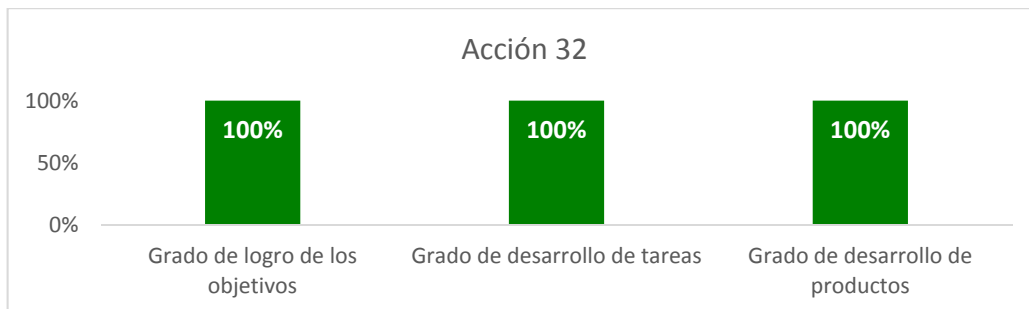 Acción 32
100%
50%
0%
100%
100%
100%
Grado de logro de los
objetivos
Grado de desarrollo de tareas
Grado de desarrollo de
productos